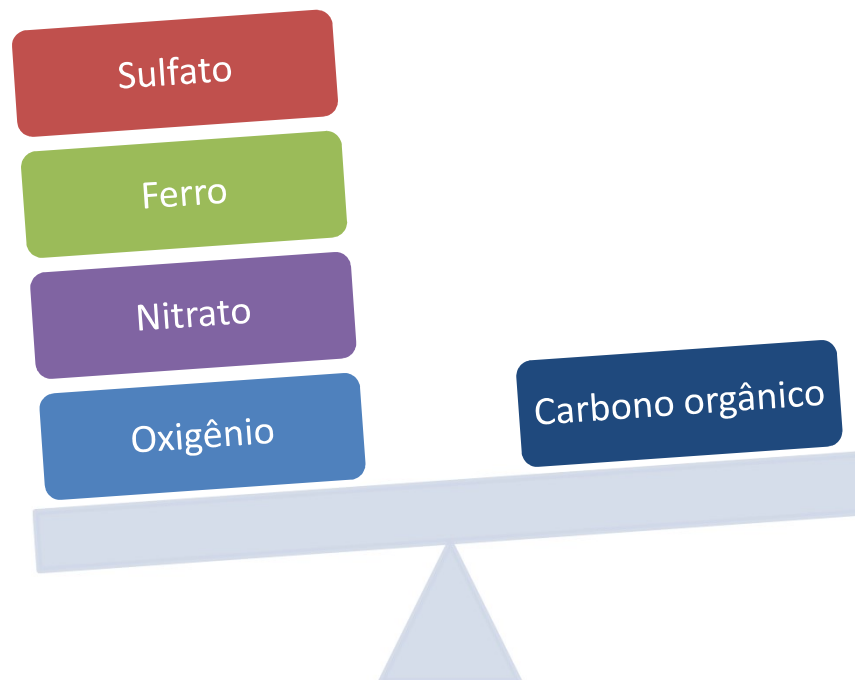 Sulfato
Ferro
Nitrato
Oxigênio
Carbono orgânico